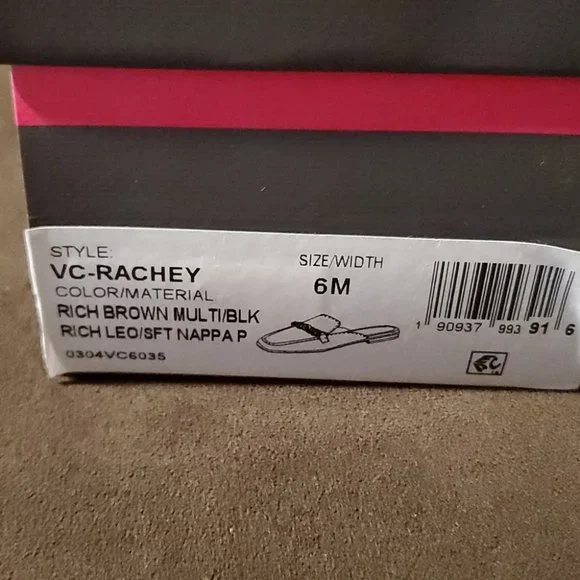 STYLE:
VC-RACHEY
COLOR/MATERIAL
RICH BROWN MULTI/BLK
RICH LEO/SFT NAPPA P
0304VC6035
SIZE/WIDTH
6M
1 90937 993 91 6